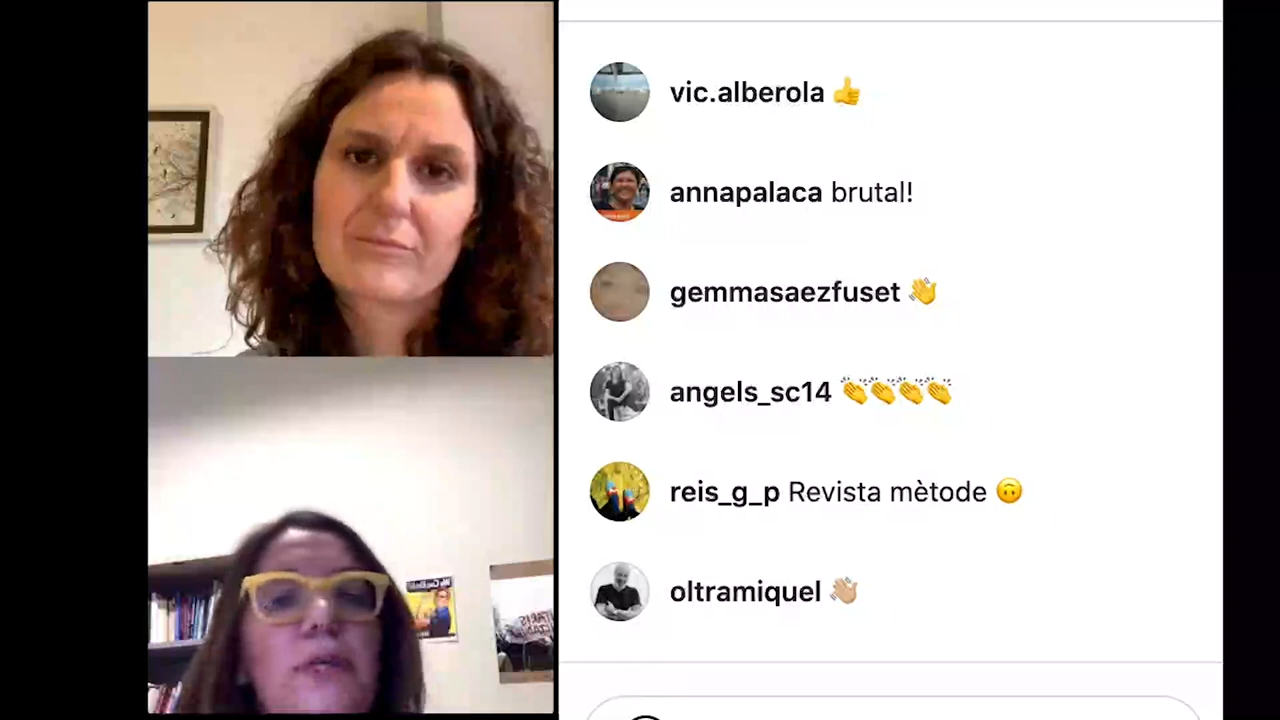 vic.alberola 👍
annapalaca brutal!
gemmasaezfuset 👋
angels_sc14 👏👏👏👏
reis_g_p Revista mètode 🙃
oltramiquel 👋🏼